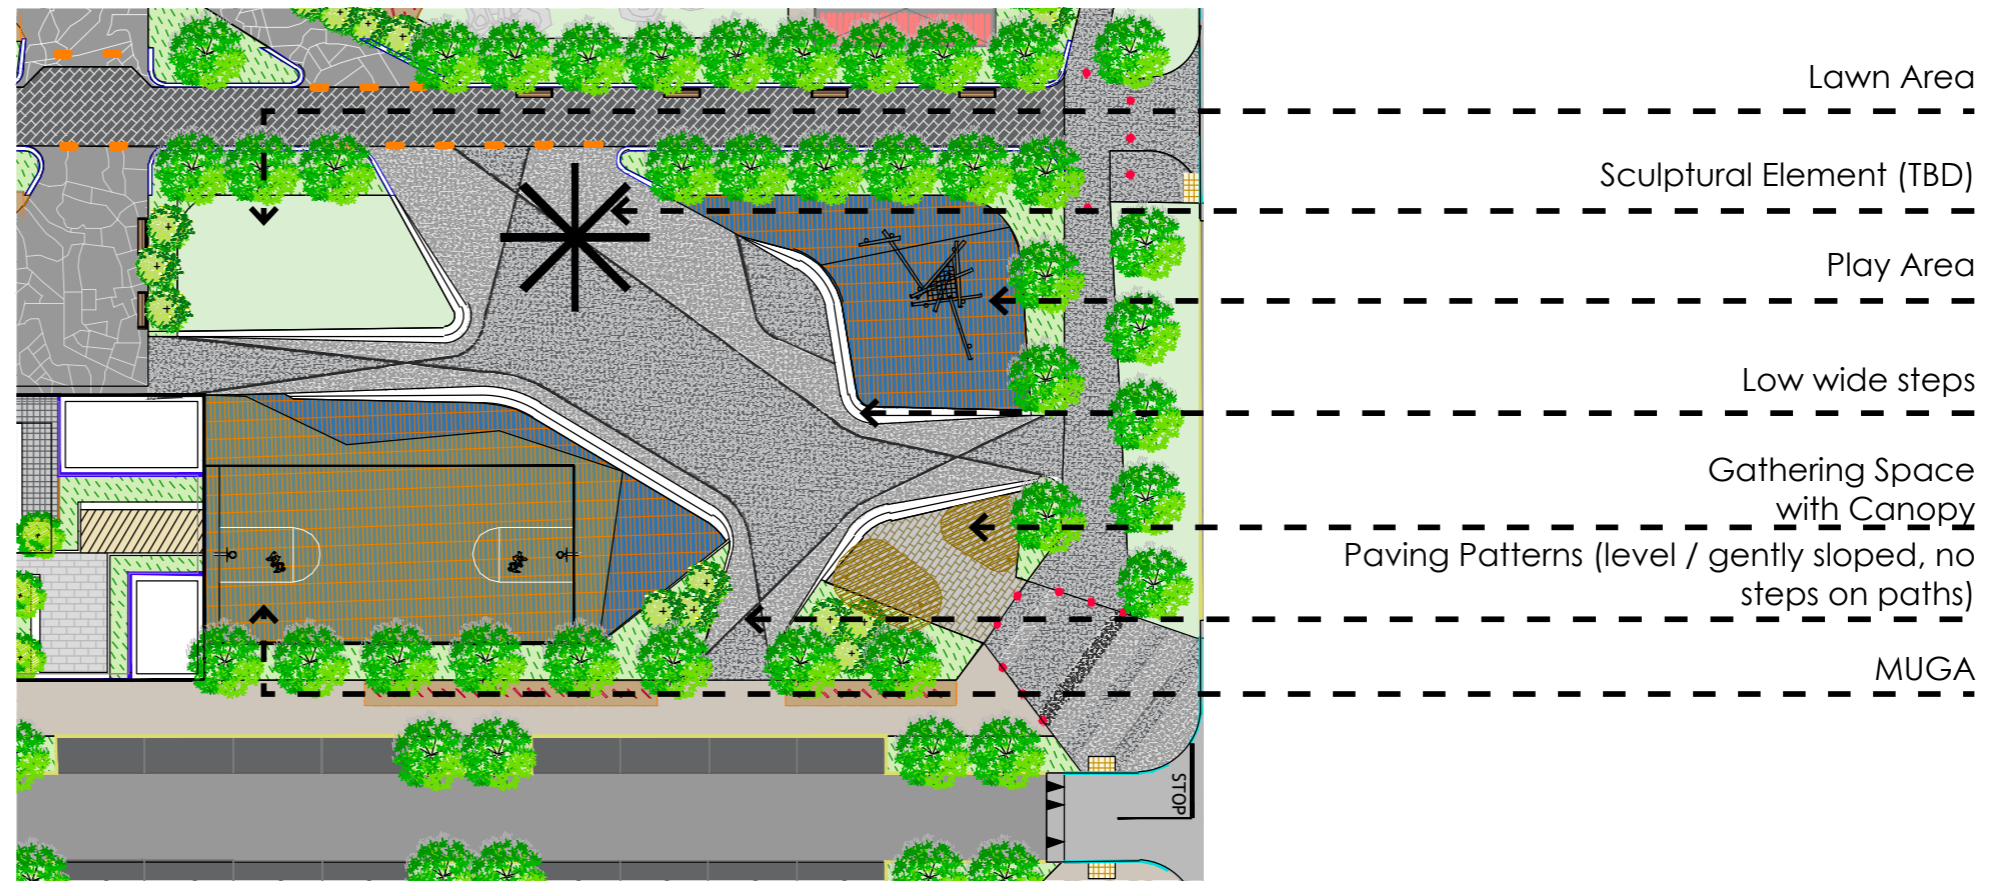 Lawn Area
Sculptural Element (TBD)
Play Area
Low wide steps
Gathering Space
with Canopy
Paving Patterns (level / gently sloped, no
steps on paths)
MUGA
STOP